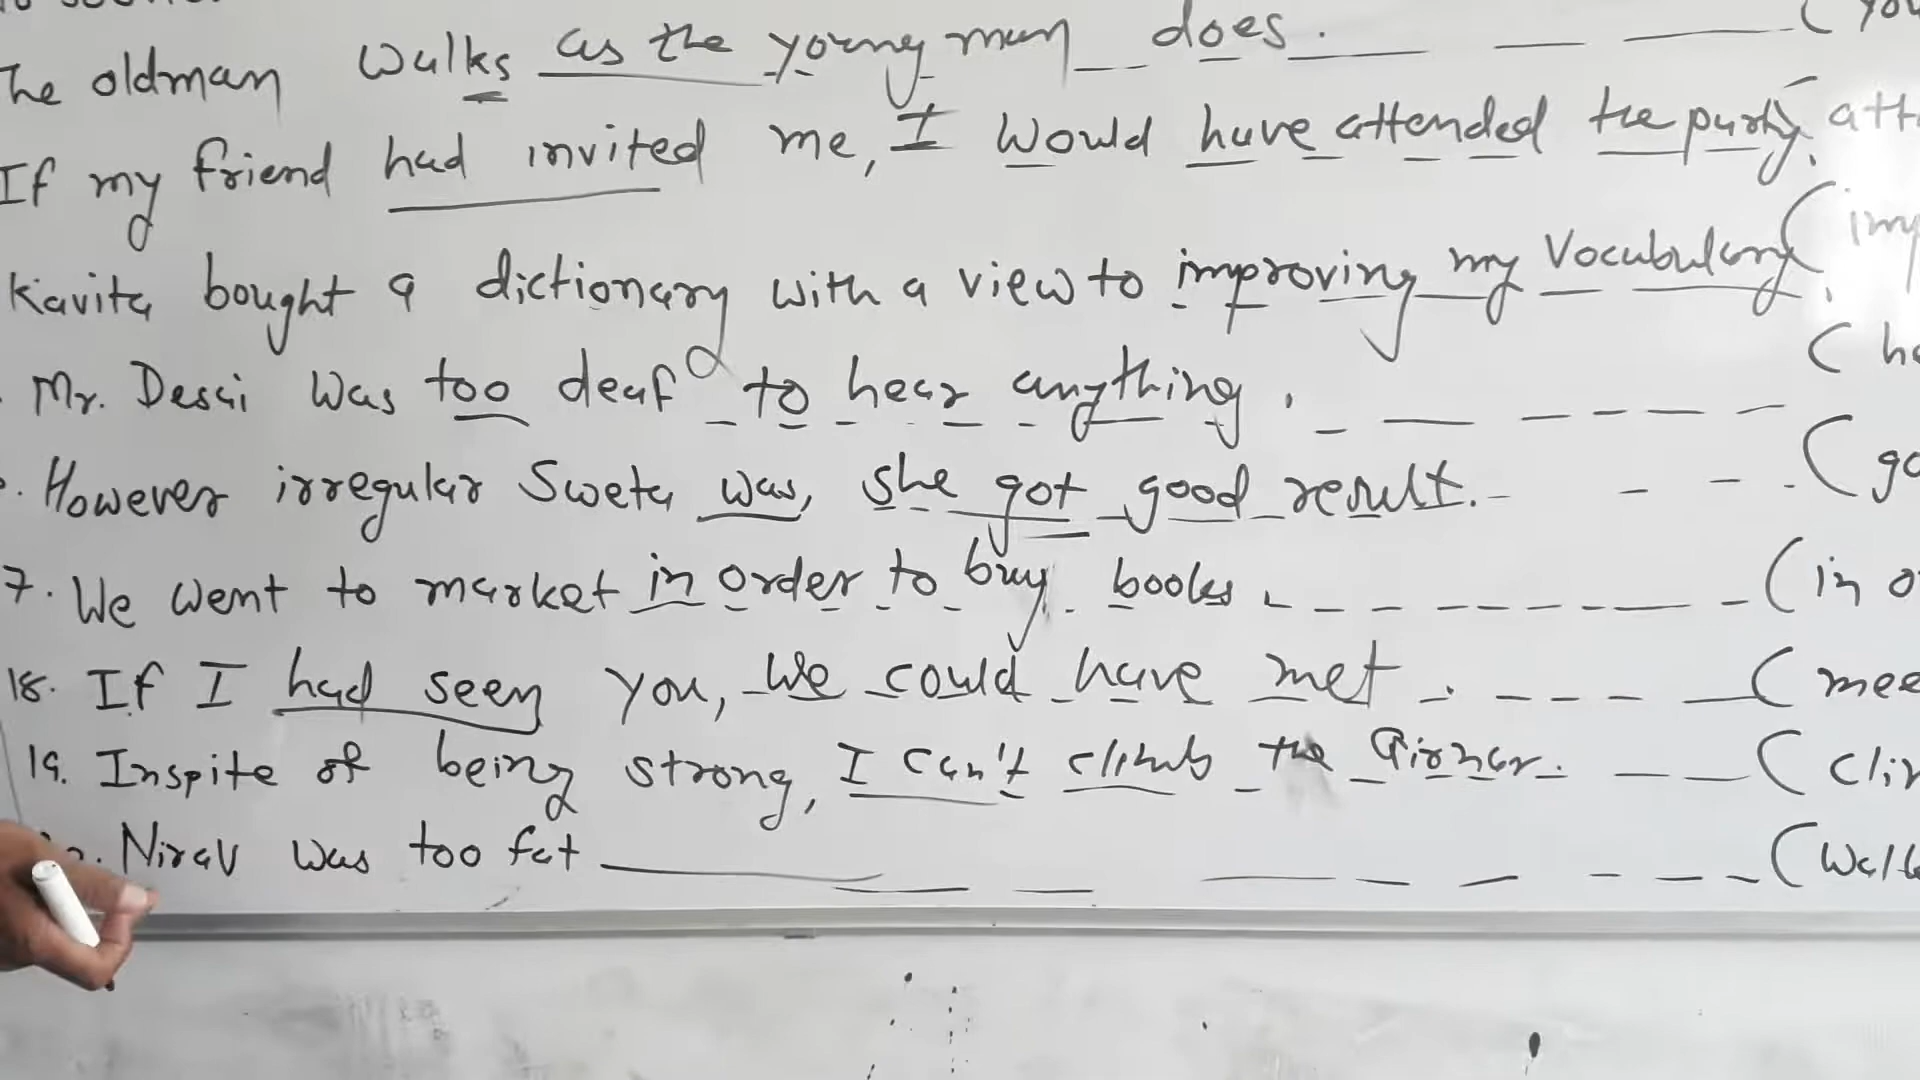 The oldman walks as the young man does. (you
If my friend had invited me, I would have attended the party. att
Kavita bought a dictionary with a view to improving my vocabulary. (imp
Mr. Desai was too deaf to hear anything. (he
. However irregular Sweta was, she got good result. (go
7. We went to market in order to buy books (in o
18. If I had seen you, we could have met. (mee
19. Inspite of being strong, I can't climb the Girnar. (clim
Nirav was too fat (walk